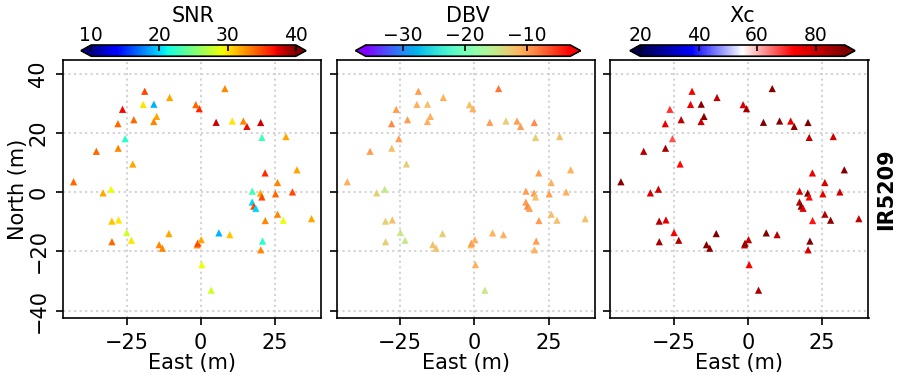 SNR DBV Xc
10 20 30 40 −30 −20 −10 20 40 60 80
40
20
0
−20
−40
North (m)
−25 0 25 −25 0 25 −25 0 25
East (m) East (m) East (m)
IR5209